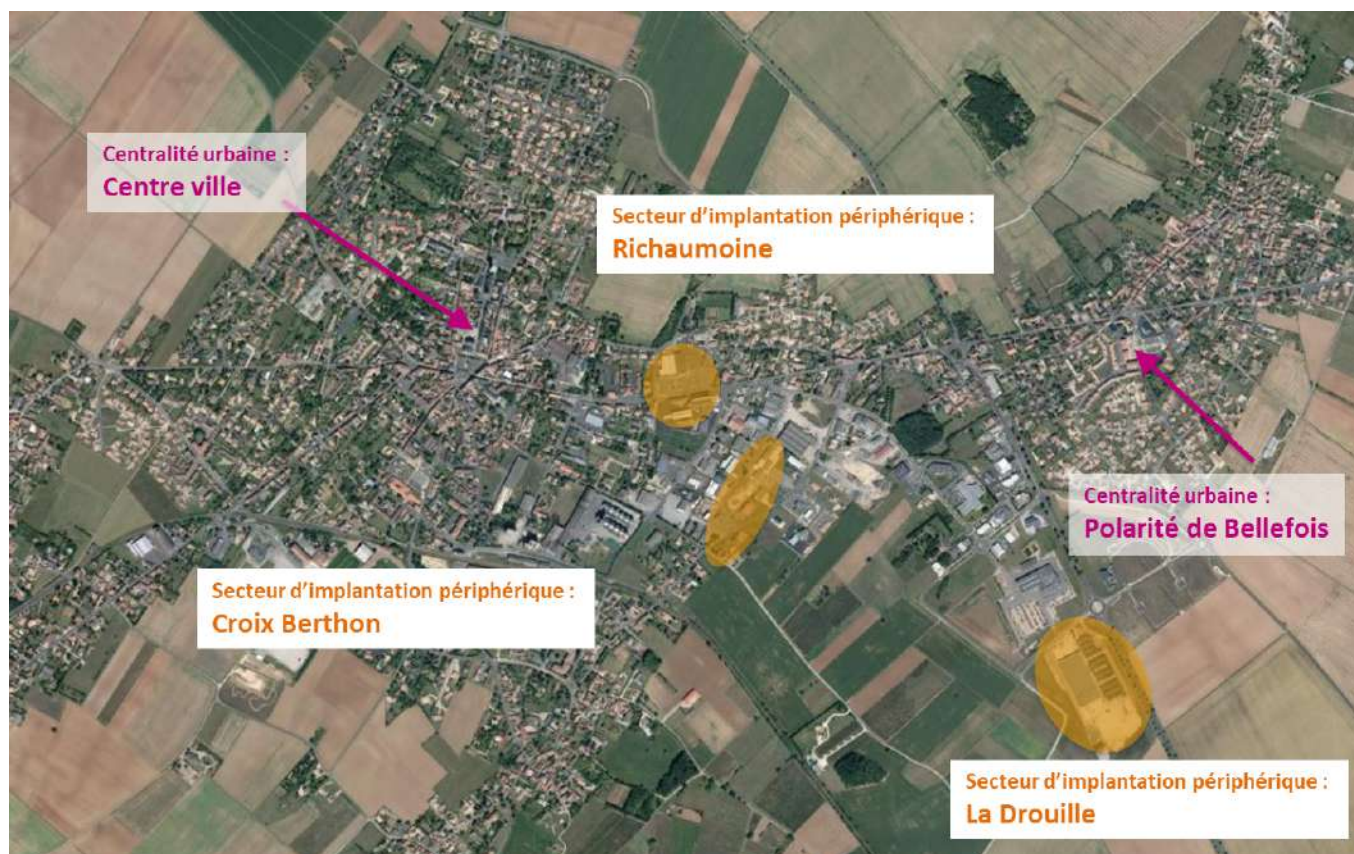 Centralité urbaine :
Centre ville
Secteur d'implantation périphérique :
Richaumoine
Centralité urbaine :
Polarité de Bellefois
Secteur d'implantation périphérique :
Croix Berthon
Secteur d'implantation périphérique :
La Drouille